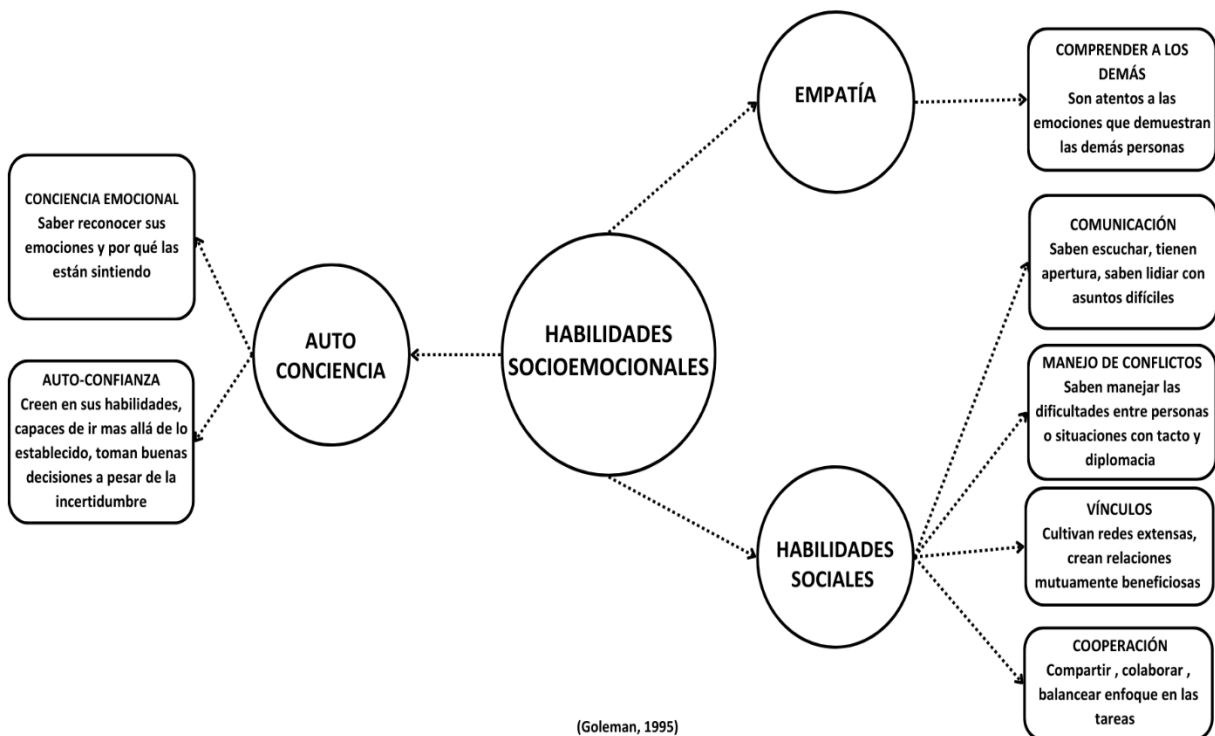 CONCIENCIA EMOCIONAL
Saber reconocer sus
emociones y por qué las
están sintiendo
AUTO-CONFIANZA
Creen en sus habilidades,
capaces de ir mas allá de lo
establecido, toman buenas
decisiones a pesar de la
incertidumbre
AUTO
CONCIENCIA
HABILIDADES
SOCIOEMOCIONALES
EMPATÍA
COMPRENDER A LOS
DEMÁS
Son atentos a las
emociones que demuestran
las demás personas
HABILIDADES
SOCIALES
COMUNICACIÓN
Saben escuchar, tienen
apertura, saben lidiar con
asuntos difíciles
MANEJO DE CONFLICTOS
Saben manejar las
dificultades entre personas
o situaciones con tacto y
diplomacia
VÍNCULOS
Cultivan redes extensas,
crean relaciones
mutuamente beneficiosas
COOPERACIÓN
Compartir , colaborar ,
balancear enfoque en las
tareas
(Goleman, 1995)